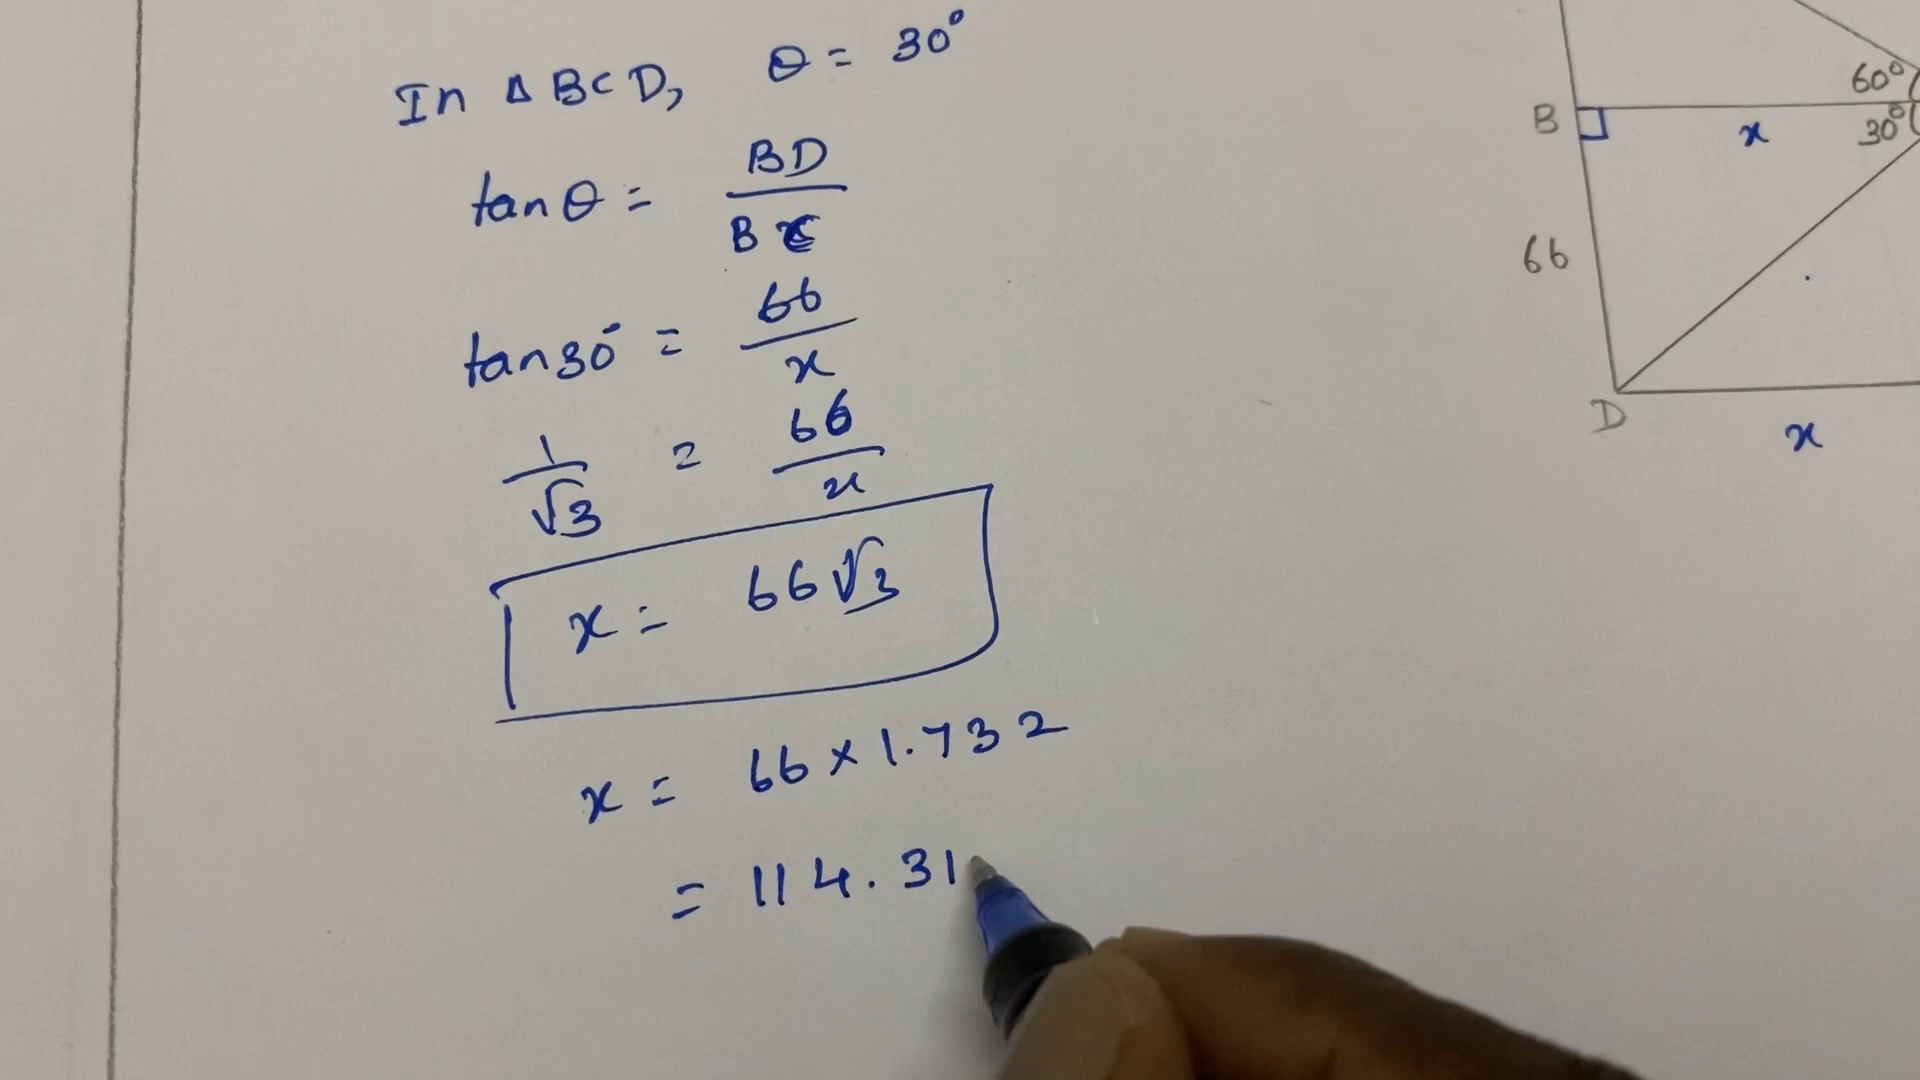 In Δ BCD, θ = 30°
tanθ = BD
BC
tan30° = 66
x
1 = 66
√3 x
x = 66√3
x = 66 x 1.732
= 114.31
60°
B
x
30°
66
D
x